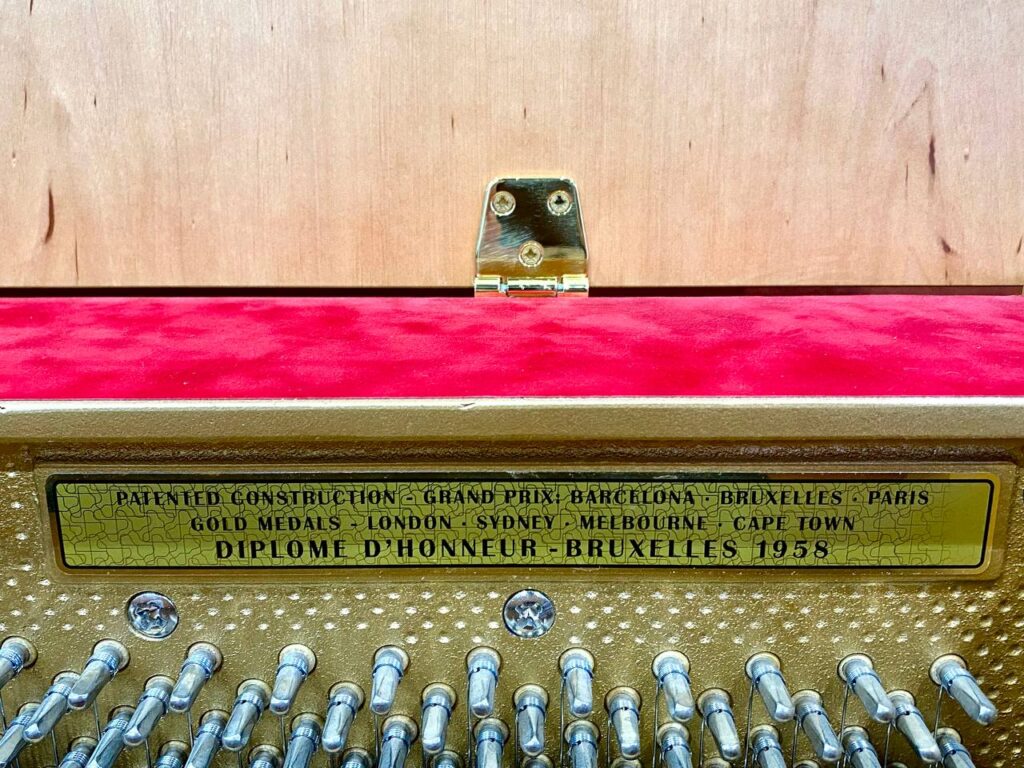 PATENTED CONSTRUCTION - GRAND PRIX: BARCELONA · BRUXELLES · PARIS
GOLD MEDALS - LONDON · SYDNEY · MELBOURNE · CAPE TOWN
DIPLOME D'HONNEUR - BRUXELLES 1958